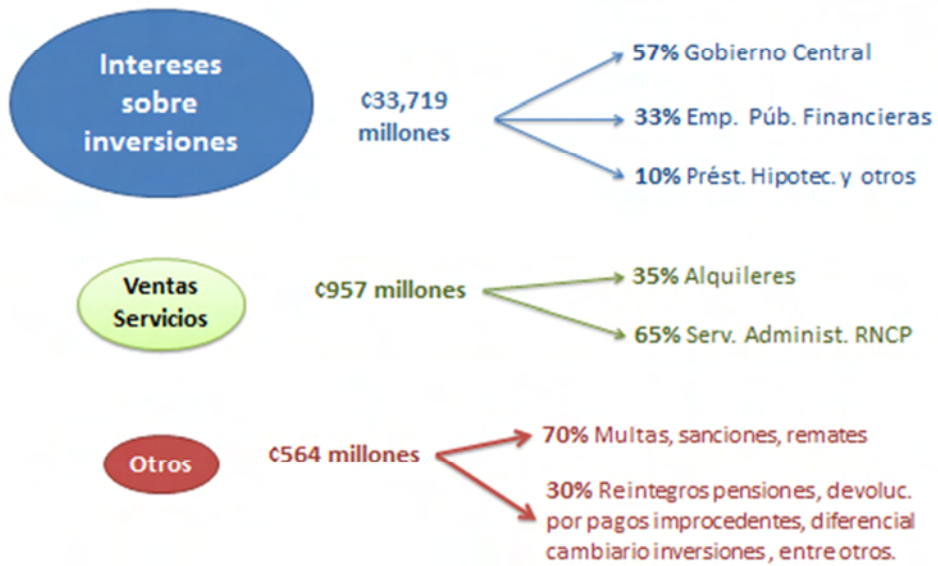 Intereses
sobre
inversiones
¢33,719
millones
57% Gobierno Central
33% Emp. Púb. Financieras
10% Prést. Hipotec. y otros
Ventas
Servicios
¢957 millones
35% Alquileres
65% Serv. Administ. RNCP
Otros
¢564 millones
70% Multas, sanciones, remates
30% Reintegros pensiones, devoluc.
por pagos improcedentes, diferencial
cambiario inversiones, entre otros.